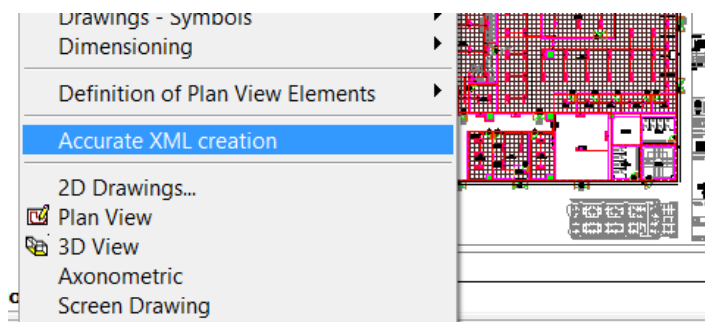 Drawings - Symbols
Dimensioning
Definition of Plan View Elements
Accurate XML creation
2D Drawings...
Plan View
3D View
Axonometric
Screen Drawing